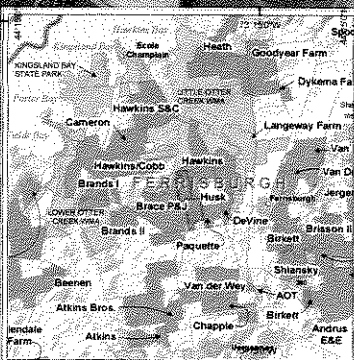 Hawkins Bay
Kingsland Bay
Ecole
Champlain
Heath
Goodyear Farm
KINGSLAND BAY
STATE PARK
LITTLE OTTER
CREEK WMA
Dykema Fa
Porter Bay
Hawkins S&C
Cameron
Langeway Farm
Van
Hawkins/Cobb
Hawkins
Van D
Brands I
FERRISBURGH
Husk
Ferrisburgh
Jerger
LOWER OTTER
CREEK WMA
Brace P&J
DeVine
Brisson II
Brands II
Birkett
Paquette
Shlansky
Beenen
Van der Wey
AOT
Atkins Bros.
Birkett
Chapple
Andrus
E&E
lendale
Farm
Atkins